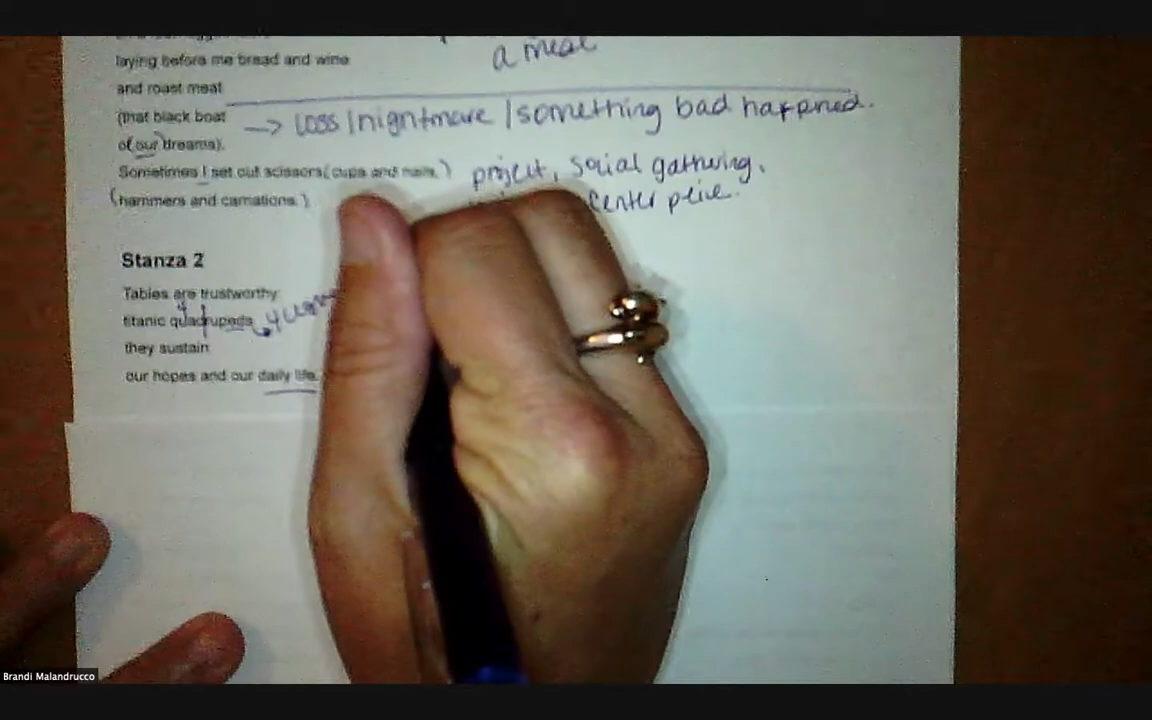 a meal
laying before me bread and wine
and roast meat
(that black boat
of our dreams). -> loss/nightmare/something bad happened.
Sometimes I set out scissors (cups and nails,) project, social gathering,
(hammers and carnations.) center peice.
Stanza 2
Tables are trustworthy:
titanic quadrupeds, 4
they sustain
our hopes and our daily life.
Brandi Malandrucco